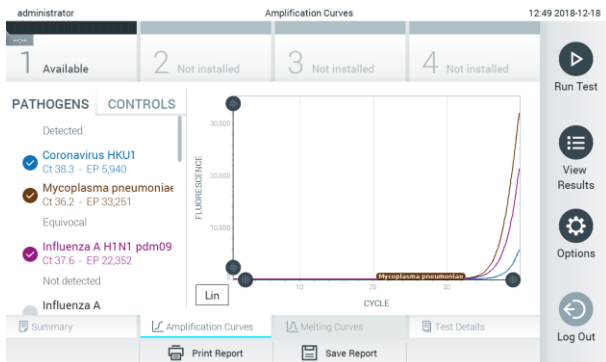 administrator
Amplification Curves
12:49 2018-12-18
1 Available
2 Not installed
3 Not installed
4 Not installed
Run Test
View
Results
Options
Log Out
PATHOGENS
CONTROLS
Detected
Coronavirus HKU1
Ct 38.3 - EP 5,940
Mycoplasma pneumoniae
Ct 36.2 - EP 33,251
Equivocal
Influenza A H1N1 pdm09
Ct 37.6 - EP 22,352
Not detected
Influenza A
FLUORESCENCE
30,000
20,000
10,000
0
Mycoplasma pneumoniae
10
20
30
CYCLE
Lin
Summary
Amplification Curves
Melting Curves
Test Details
Print Report
Save Report